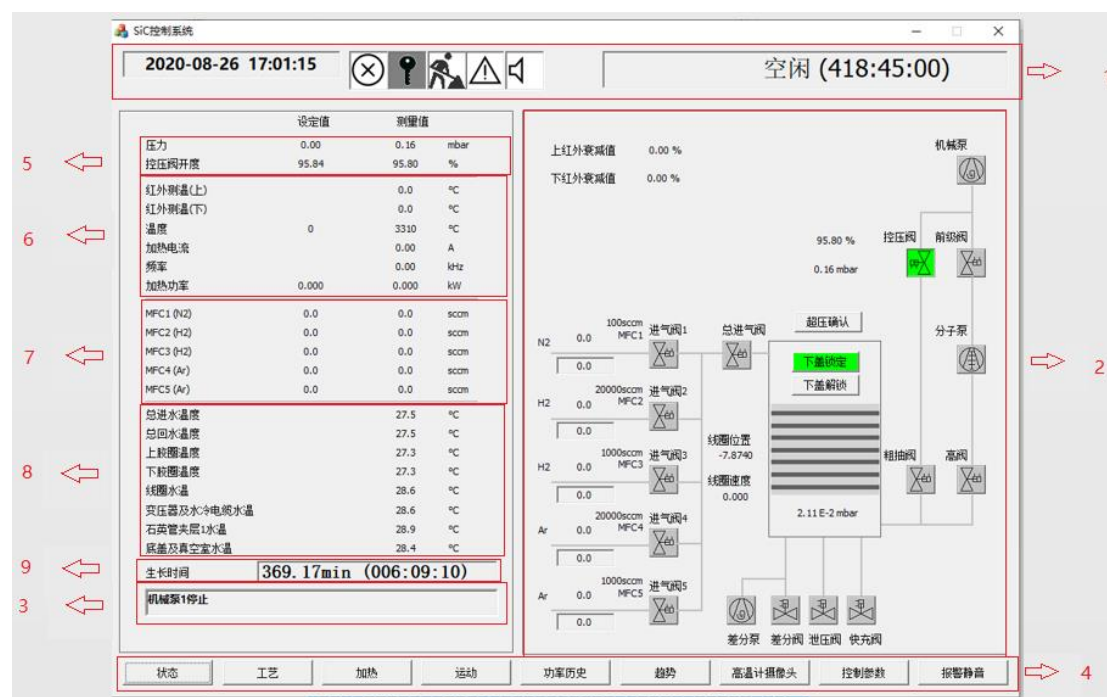 SiC控制系统
2020-08-26 17:01:15
空闲 (418:45:00)
设定值 测量值
压力 0.00 0.16 mbar
控压阀开度 95.84 95.80 %
红外测温(上) 0.0 ℃
红外测温(下) 0.0 ℃
温度 0 3310 ℃
加热电流 0.00 A
频率 0.00 kHz
加热功率 0.000 0.000 kW
MFC1 (N2) 0.0 0.0 sccm
MFC2 (H2) 0.0 0.0 sccm
MFC3 (H2) 0.0 0.0 sccm
MFC4 (Ar) 0.0 0.0 sccm
MFC5 (Ar) 0.0 0.0 sccm
总进水温度 27.5 ℃
总回水温度 27.5 ℃
上胶圈温度 27.3 ℃
下胶圈温度 27.3 ℃
线圈水温 28.6 ℃
变压器及水冷电缆水温 28.6 ℃
石英管夹层1水温 28.9 ℃
底盖及真空室水温 28.4 ℃
生长时间 369.17min (006:09:10)
机械泵1停止
5
6
7
8
9
3
上红外衰减值 0.00 %
下红外衰减值 0.00 %
机械泵
95.80 %
控压阀 前级阀
0.16 mbar
超压确认
分子泵
下盖锁定
下盖解锁
100sccm 进气阀1 总进气阀
N2 0.0 MFC1
0.0
20000sccm 进气阀2
H2 0.0 MFC2
0.0
1000sccm 进气阀3
H2 0.0 MFC3
0.0
20000sccm 进气阀4
Ar 0.0 MFC4
0.0
1000sccm 进气阀5
Ar 0.0 MFC5
0.0
线圈位置
-7.8740
线圈速度
0.000
粗抽阀 高阀
2.11E-2 mbar
差分泵 差分阀 泄压阀 快充阀
2
状态 工艺 加热 运动 功率历史 趋势 高温计摄像头 控制参数 报警静音
4